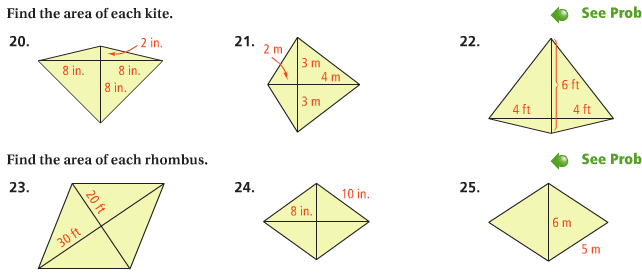 Find the area of each kite.
See Prob
20.
2 in.
8 in.
8 in.
8 in.
21.
2 m
3 m
4 m
3 m
22.
6 ft
4 ft
4 ft
Find the area of each rhombus.
See Prob
23.
20 ft
30 ft
24.
10 in.
8 in.
25.
6 m
5 m